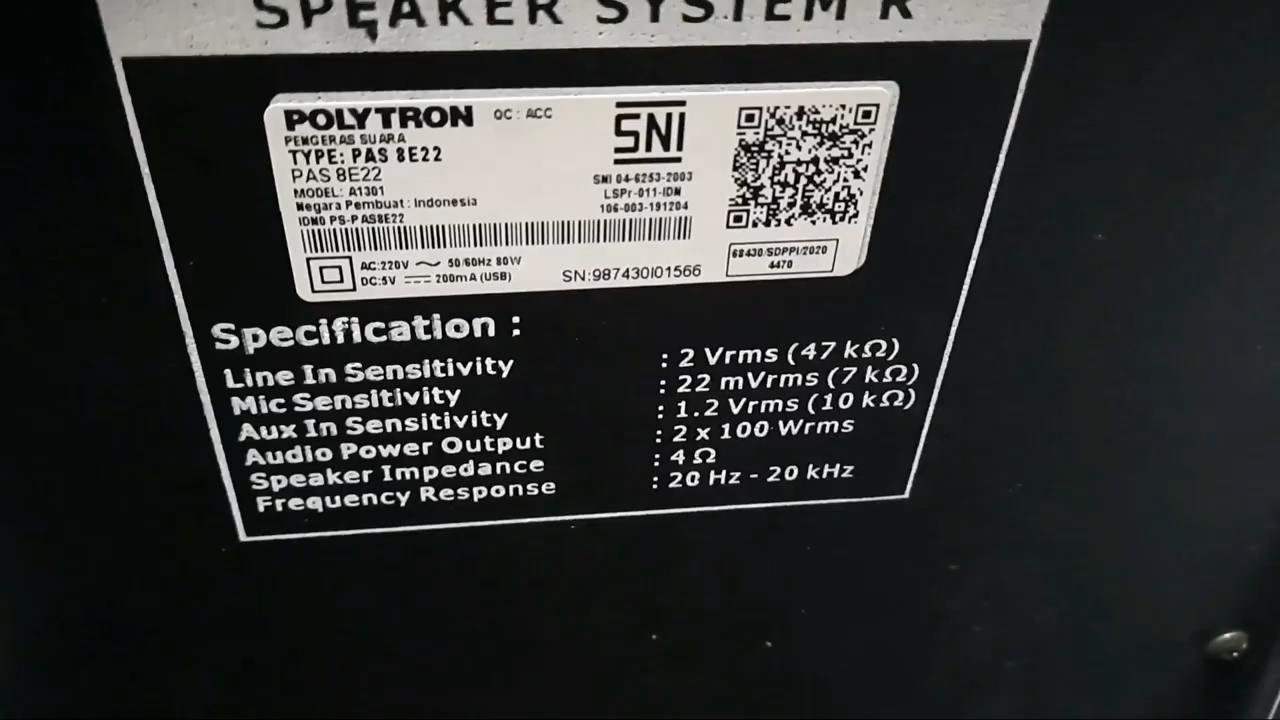 SPEAKER SYSTEM R
POLYTRON QC : ACC
PENGERAS SUARA
TYPE: PAS 8E22
PAS 8E22
MODEL: A1301
Negara Pembuat : Indonesia
IDNO PS-PAS8E22
SNI
SNI 04-6253-2003
LSPr-011-IDN
106-003-191204
AC:220V ~ 50/60Hz 80W
DC:5V 200mA (USB)
SN:987430I01566
68430/SDPPI/2020
4470
Specification :
Line In Sensitivity : 2 Vrms (47 kΩ)
Mic Sensitivity : 22 mVrms (7 kΩ)
Aux In Sensitivity : 1.2 Vrms (10 kΩ)
Audio Power Output : 2 x 100 Wrms
Speaker Impedance : 4 Ω
Frequency Response : 20 Hz - 20 kHz